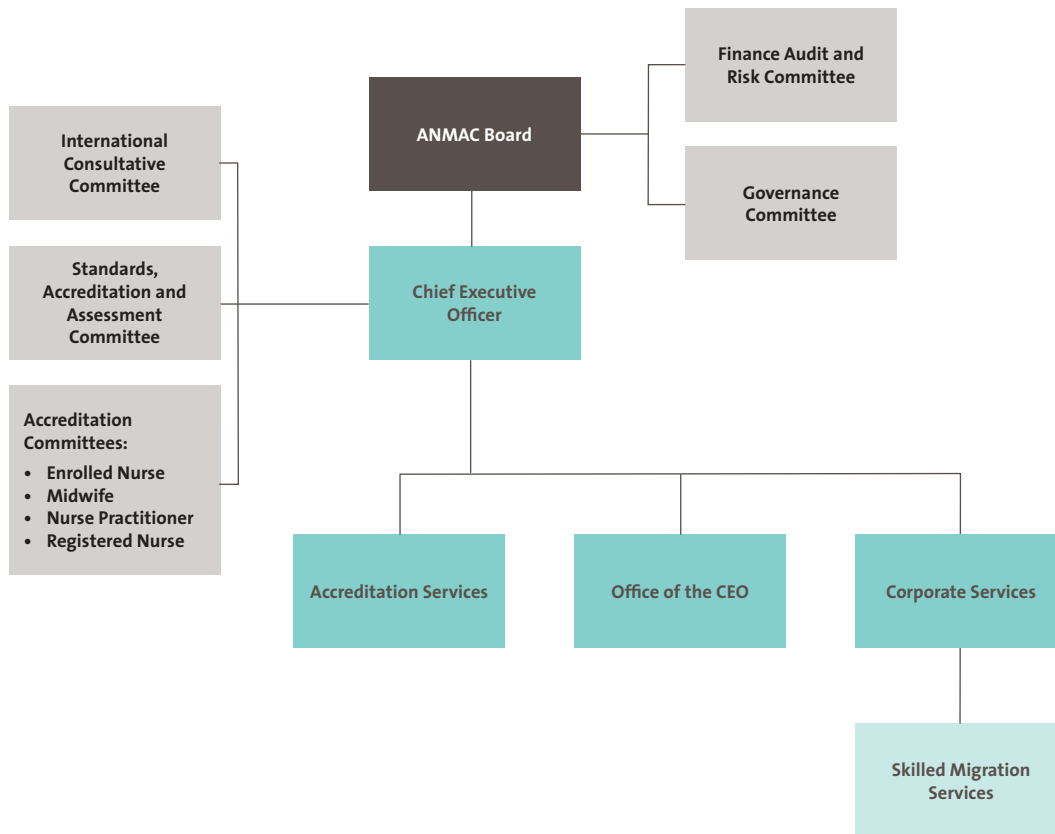 Finance Audit and
Risk Committee
ANMAC Board
International
Consultative
Committee
Governance
Committee
Standards,
Accreditation and
Assessment
Committee
Chief Executive
Officer
Accreditation
Committees:
• Enrolled Nurse
• Midwife
• Nurse Practitioner
• Registered Nurse
Accreditation Services
Office of the CEO
Corporate Services
Skilled Migration
Services